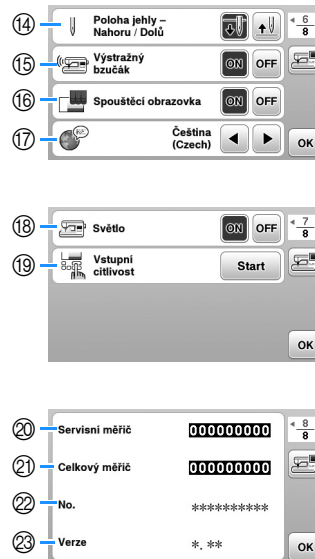 ⑭ Poloha jehly –
Nahoru / Dolů
6
8
⑮ Výstražný
bzučák ON OFF
⑯ Spouštěcí obrazovka ON OFF
⑰ Čeština
(Czech) OK
⑱ Světlo ON OFF
7
8
⑲ Vstupní
citlivost Start
OK
⑳ Servisní měřič 000000000
8
8
㉑ Celkový měřič 000000000
㉒ No. **********
㉓ Verze *.** OK